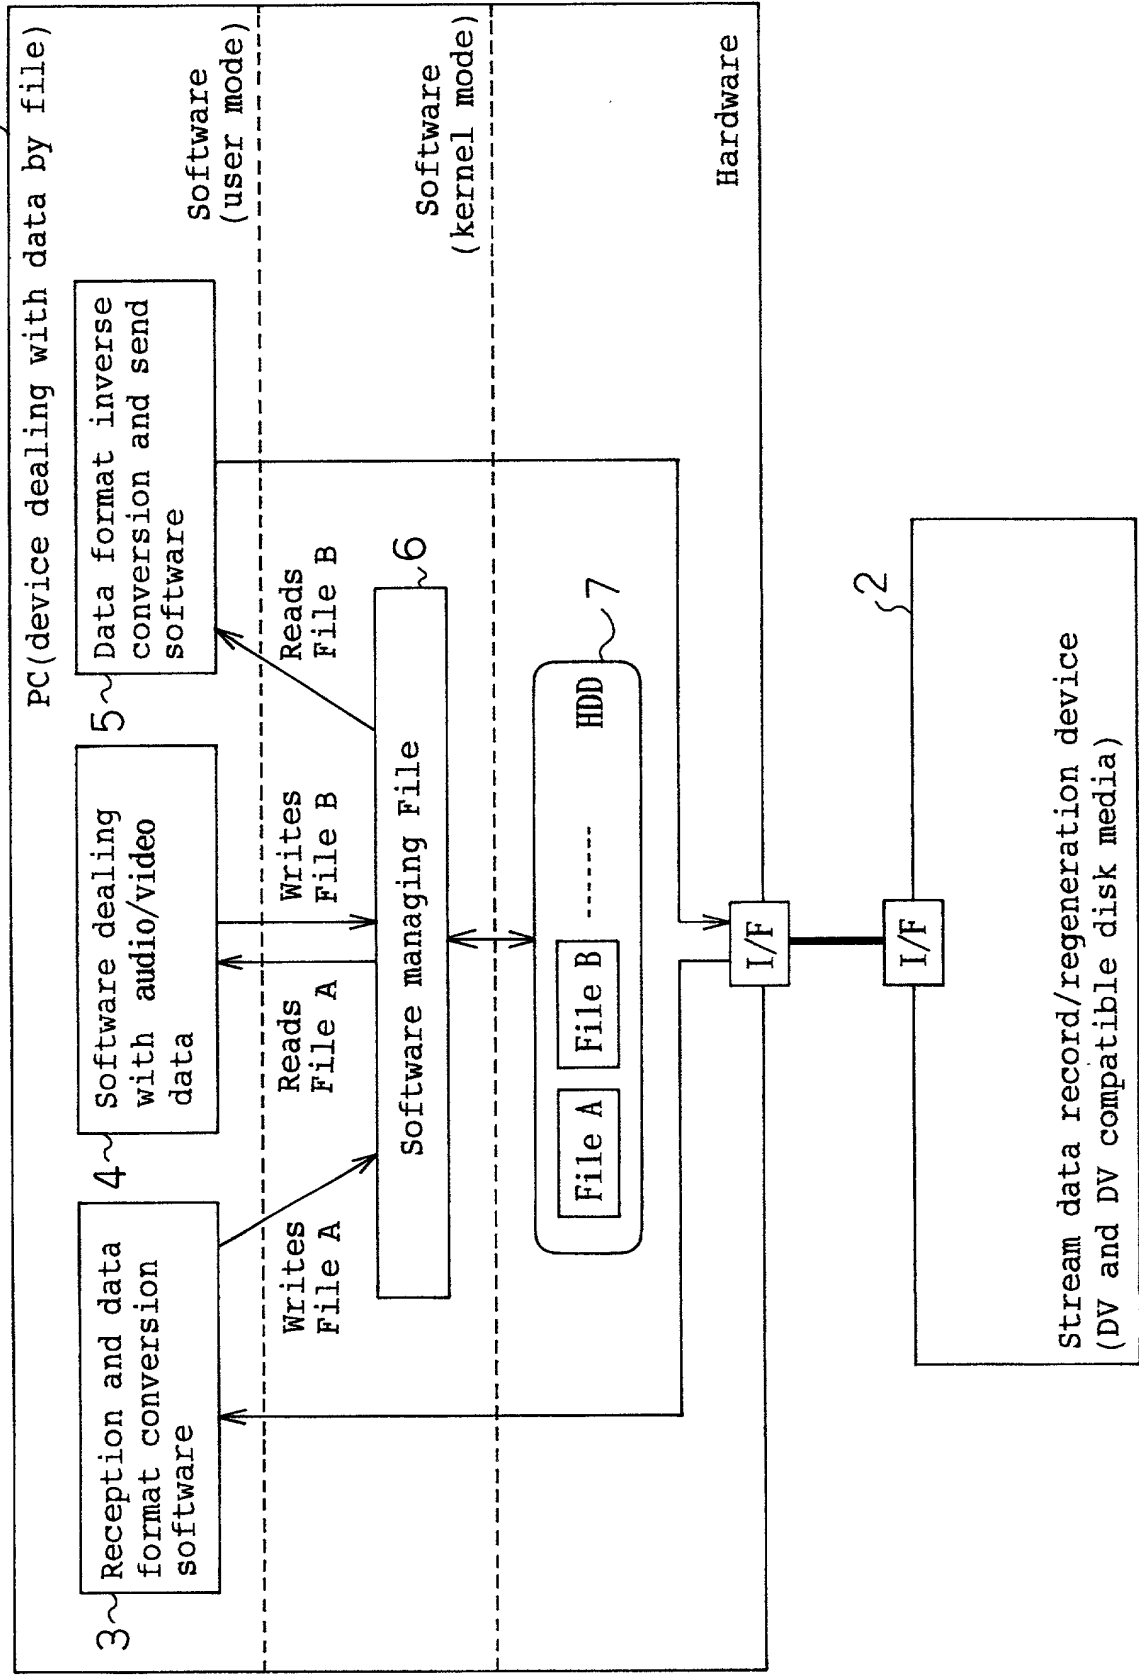 PC(device dealing with data by file)
3
Reception and data
format conversion
software
4
Software dealing
with audio/video
data
5
Data format inverse
conversion and send
software
Software
(user mode)
Writes
File A
Reads
File A
Writes
File B
Reads
File B
Software managing File
6
Software
(kernel mode)
File A
File B
HDD
7
Hardware
I/F
I/F
2
Stream data record/regeneration device
(DV and DV compatible disk media)